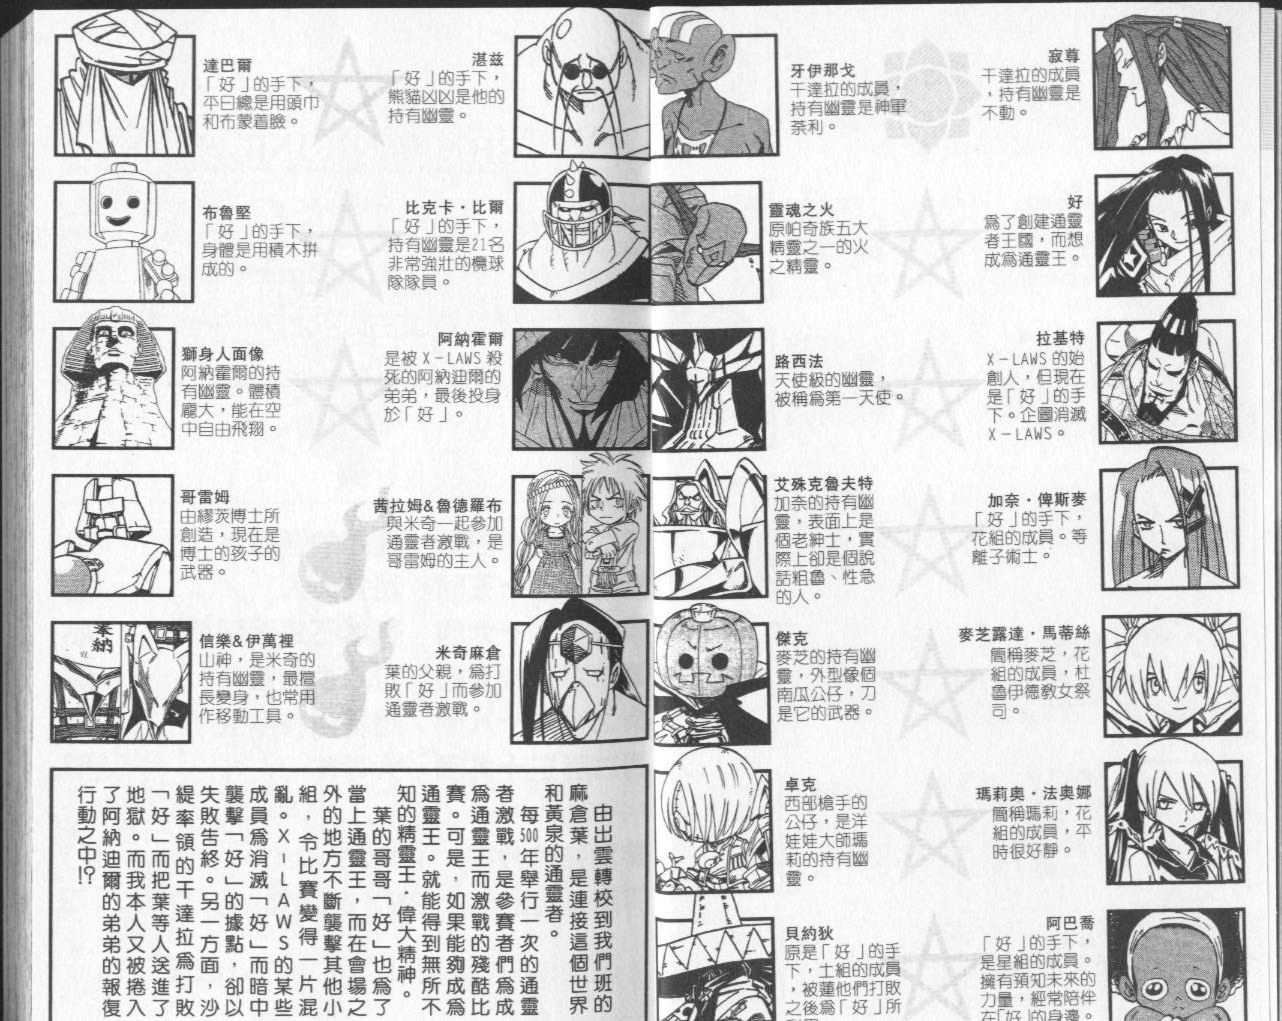 寂尊
干達拉的成員
，持有幽靈是
不動。
牙伊那戈
干達拉的成員，
持有幽靈是神軍
荼利。
好
為了創建通靈
者王國，而想
成為通靈王。
靈魂之火
原帕奇族五大
精靈之一的火
之精靈。
拉基特
X－LAWS 的始
創人，但現在
是「好」的手
下。企圖消滅
X－LAWS。
路西法
天使級的幽靈，
被稱為第一天使。
加奈・俾斯麥
「好」的手下，
花組的成員。等
離子術士。
艾殊克魯夫特
加奈的持有幽
靈，表面上是
個老紳士，實
際上卻是個說
話粗魯、性急
的人。
麥芝露達・馬蒂絲
簡稱麥芝，花
組的成員，杜
魯伊德教女祭
司。
傑克
麥芝的持有幽
靈，外型像個
南瓜公仔，刀
是它的武器。
瑪莉奧・法奧娜
簡稱瑪莉，花
組的成員，平
時很好靜。
卓克
西部槍手的
公仔，是洋
娃娃大師瑪
莉的持有幽
靈。
阿巴喬
「好」的手下，
是星組的成員。
擁有預知未來的
力量，經常陪伴
在「好」的身邊。
貝約狄
原是「好」的手
下，土組的成員
，被蓮他們打敗
之後為「好」所
湛茲
「好」的手下，
熊貓凶凶是他的
持有幽靈。
達巴爾
「好」的手下，
平日總是用頭巾
和布蒙着臉。
比克卡・比爾
「好」的手下，
持有幽靈是21名
非常強壯的欖球
隊隊員。
布魯堅
「好」的手下，
身體是用積木拼
成的。
阿納霍爾
是被 X－LAWS 殺
死的阿納迪爾的
弟弟，最後投身
於「好」。
獅身人面像
阿納霍爾的持
有幽靈。體積
龐大，能在空
中自由飛翔。
茜拉姆&魯德羅布
與米奇一起參加
通靈者激戰，是
哥雷姆的主人。
哥雷姆
由繆茨博士所
創造，現在是
博士的孩子的
武器。
米奇麻倉
葉的父親，為打
敗「好」而參加
通靈者激戰。
信樂&伊萬裡
山神，是米奇的
持有幽靈，最擅
長變身，也常用
作移動工具。
奉納
由出雲轉校到我們班的
麻倉葉，是連接這個世界
和黃泉的通靈者。
每500年舉行一次的通靈
者激戰，是參賽者們為成
為通靈王而激戰的殘酷比
賽。可是，如果能夠成為
通靈王。就能得到無所不
知的精靈王・偉大精神。
葉的哥哥「好」也為了
當上通靈王，而在會場之
外的地方不斷襲擊其他小
組，令比賽變得一片混
亂。X－LAWS的某些
成員為消滅「好」而暗中
襲擊「好」的據點，卻以
失敗告終。另一方面，沙
緹率領的干達拉為打敗
「好」而把葉等人送進了
地獄。而我本人又被捲入
了阿納迪爾的弟弟的報復
行動之中!?